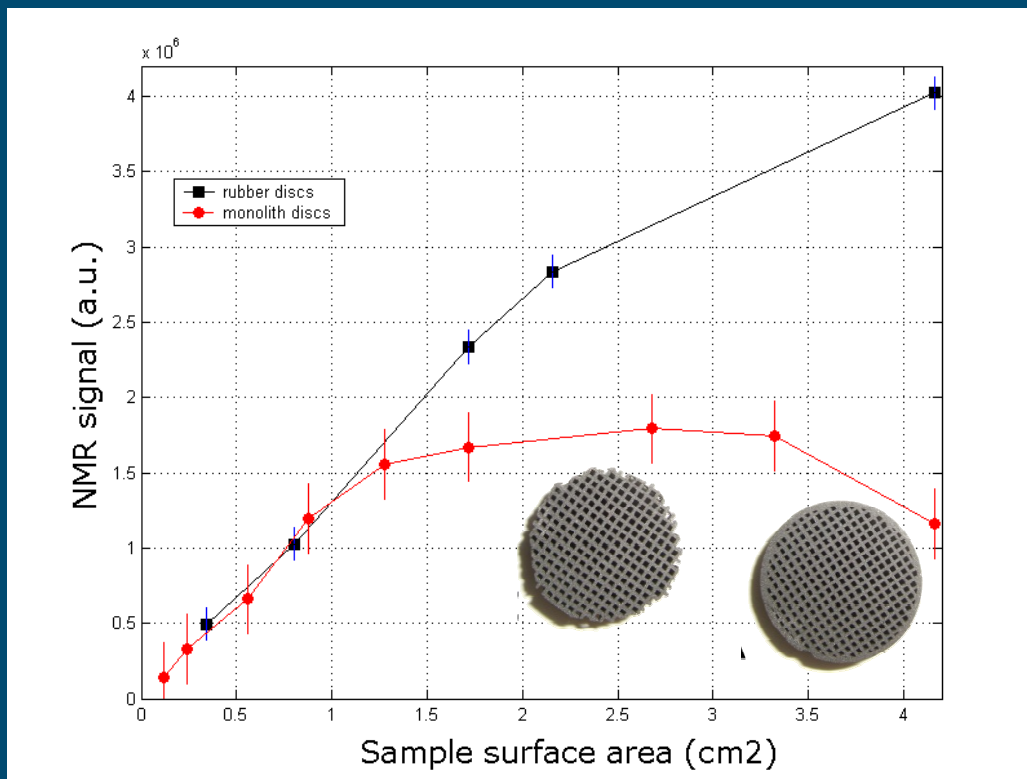 x 10^6
4
3.5
3
2.5
2
1.5
1
0.5
0
NMR signal (a.u.)
rubber discs
monolith discs
0 0.5 1 1.5 2 2.5 3 3.5 4
Sample surface area (cm2)